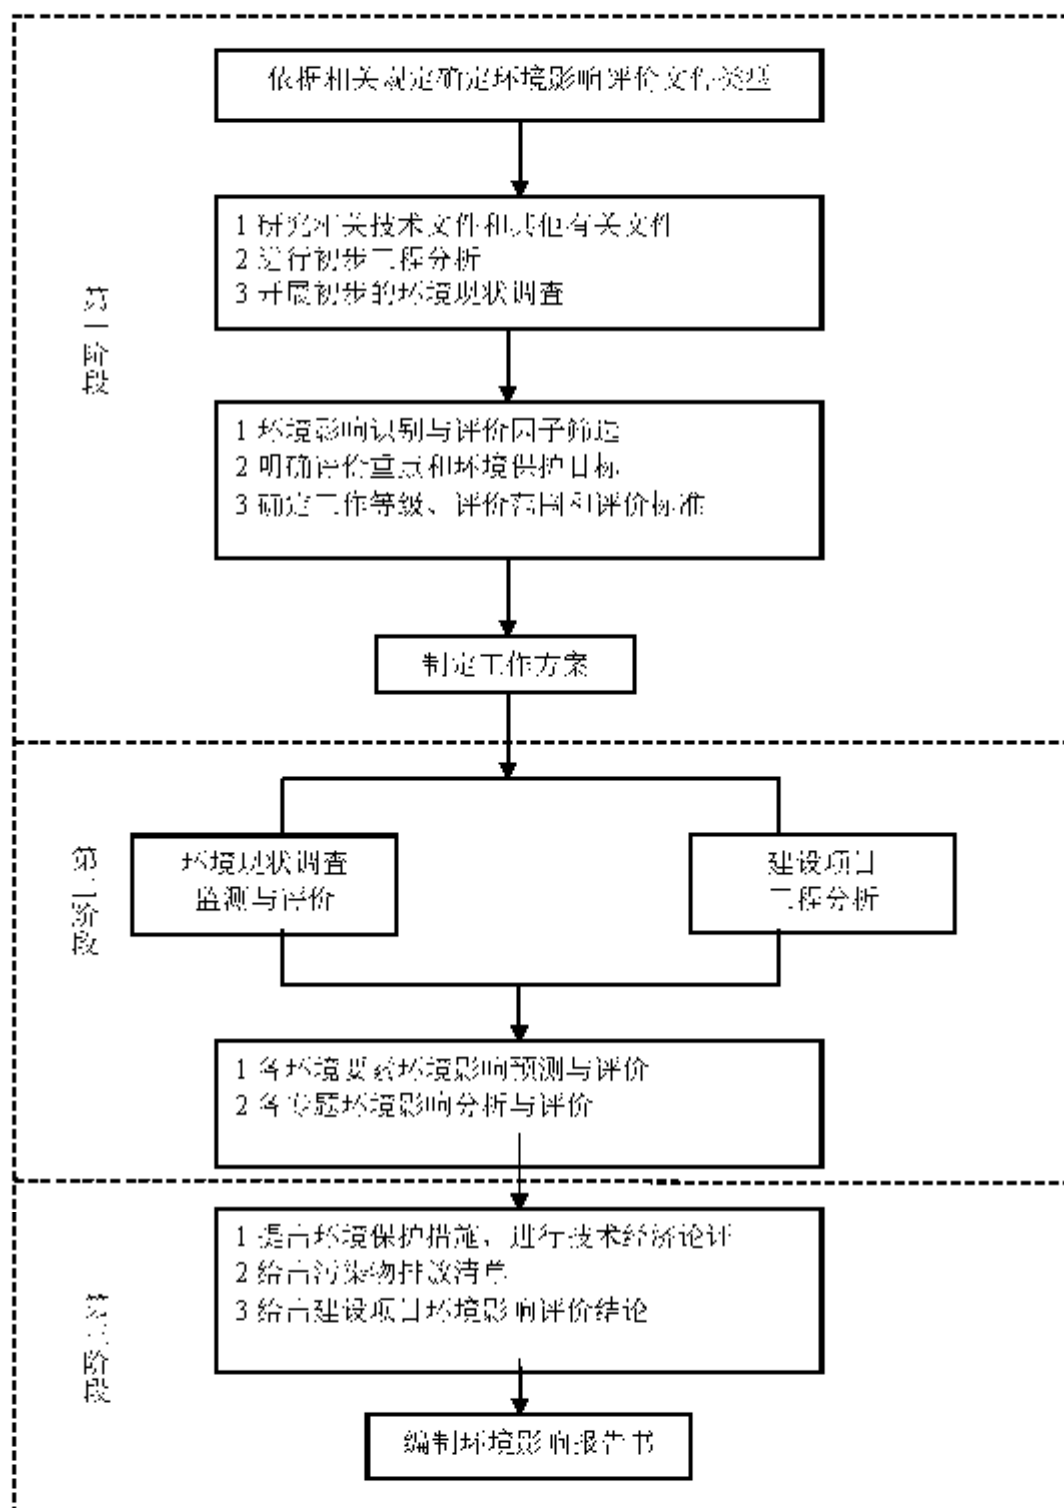 依据相关规定确定环境影响评价文件类型
第一阶段
1 研究相关技术文件和其他有关文件
2 进行初步工程分析
3 开展初步的环境现状调查
1 环境影响识别与评价因子筛选
2 明确评价重点和环境保护目标
3 确定工作等级、评价范围和评价标准
制定工作方案
第二阶段
环境现状调查
监测与评价
建设项目
工程分析
1 各环境要素环境影响预测与评价
2 各专题环境影响分析与评价
第三阶段
1 提出环境保护措施，进行技术经济论证
2 给出污染物排放清单
3 给出建设项目环境影响评价结论
编制环境影响报告书